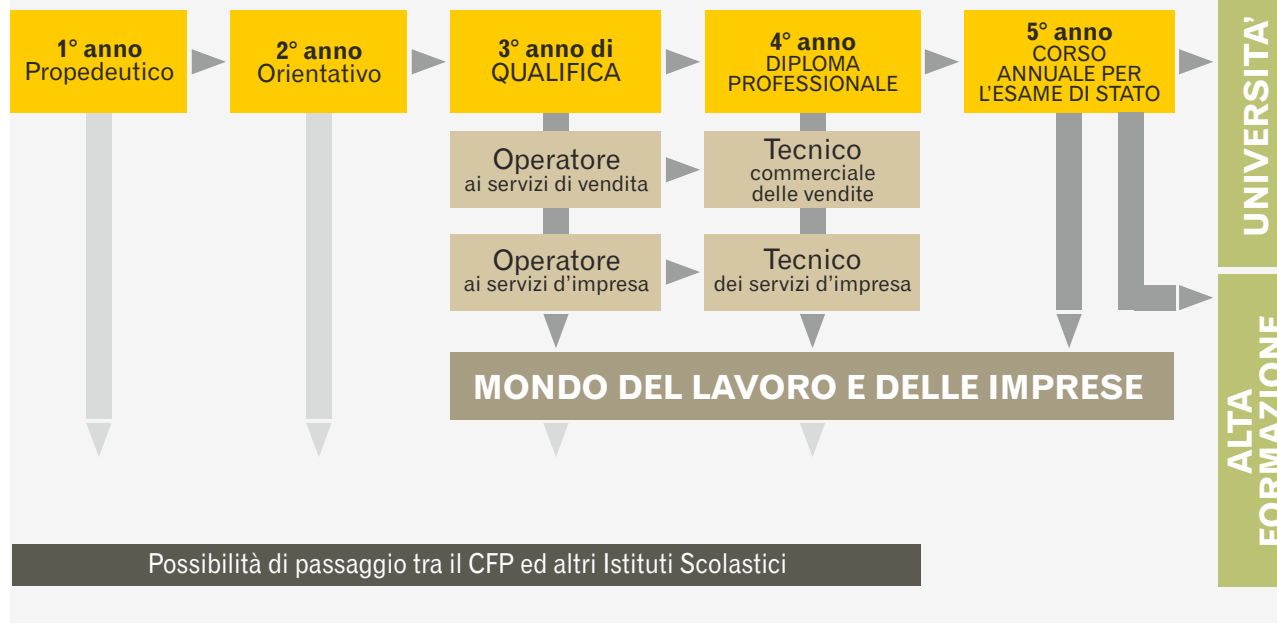 1° anno
Propedeutico
2° anno
Orientativo
3° anno di
QUALIFICA
4° anno
DIPLOMA
PROFESSIONALE
5° anno
CORSO
ANNUALE PER
L'ESAME DI STATO
Operatore
ai servizi di vendita
Tecnico
commerciale
delle vendite
Operatore
ai servizi d'impresa
Tecnico
dei servizi d'impresa
MONDO DEL LAVORO E DELLE IMPRESE
Possibilità di passaggio tra il CFP ed altri Istituti Scolastici
UNIVERSITA'
ALTA
FORMAZIONE